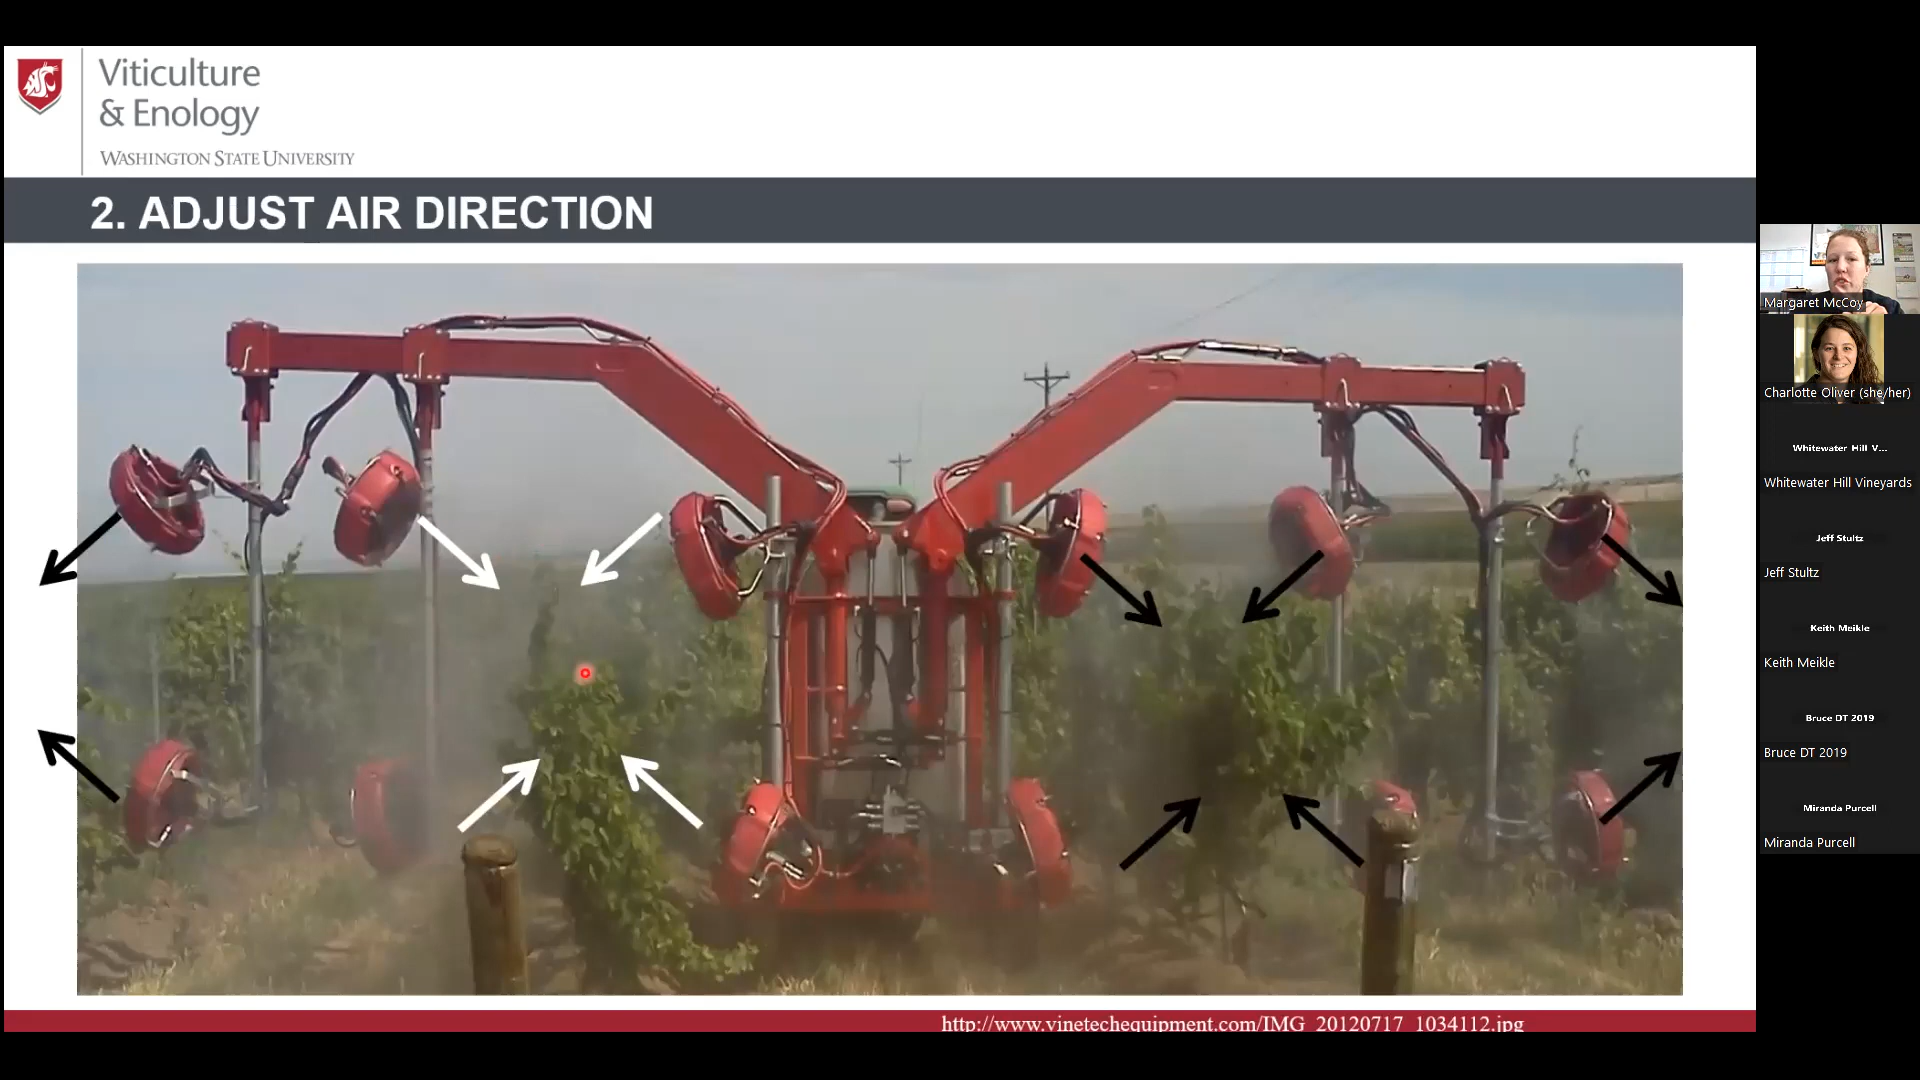 Viticulture
& Enology
WASHINGTON STATE UNIVERSITY
2. ADJUST AIR DIRECTION
http://www.vinetechequipment.com/IMG_20120717_1034112.jpg
Margaret McCoy
Charlotte Oliver (she/her)
Whitewater Hill V...
Whitewater Hill Vineyards
Jeff Stultz
Jeff Stultz
Keith Meikle
Keith Meikle
Bruce DT 2019
Bruce DT 2019
Miranda Purcell
Miranda Purcell